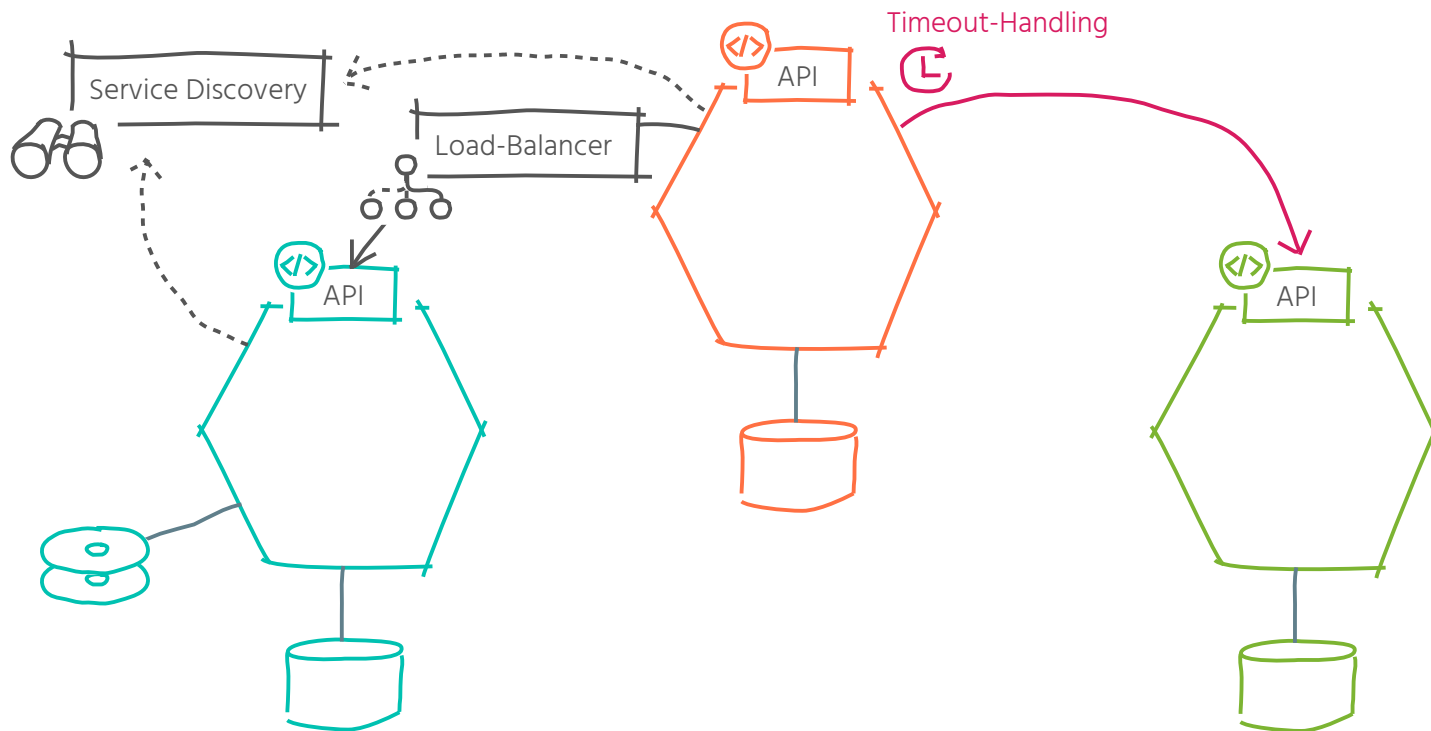 Timeout-Handling
API
Service Discovery
Load-Balancer
API
API